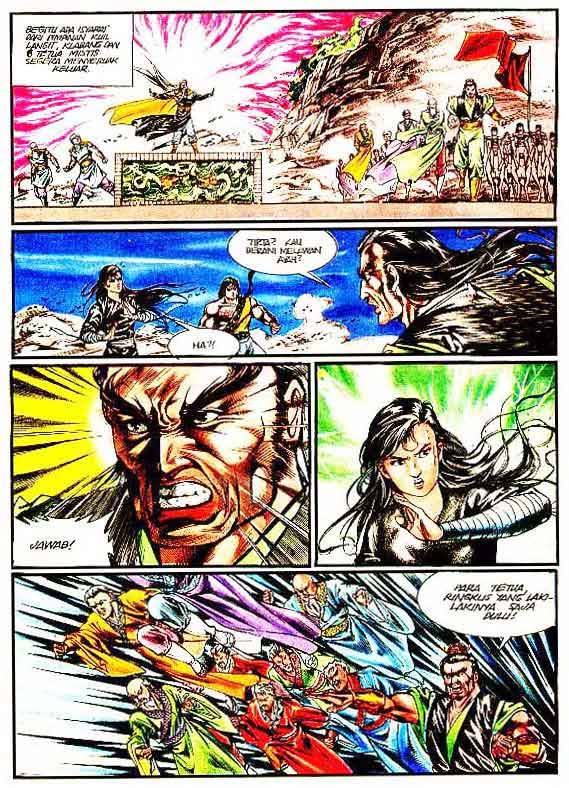 BEGITU ADA ISYARAT
DARI PIMPINAN KUIL
LANGIT, KLABANG DAN
6 TETUA MISTIS
SEGERA MENYERUAK
KELUAR.
TIRTA? KAU
BERANI MELAWAN
AYAH?
HA?!
JAWAB!
PARA TETUA,
RINGKUS YANG LAKI-
LAKINYA SAJA
DULU!